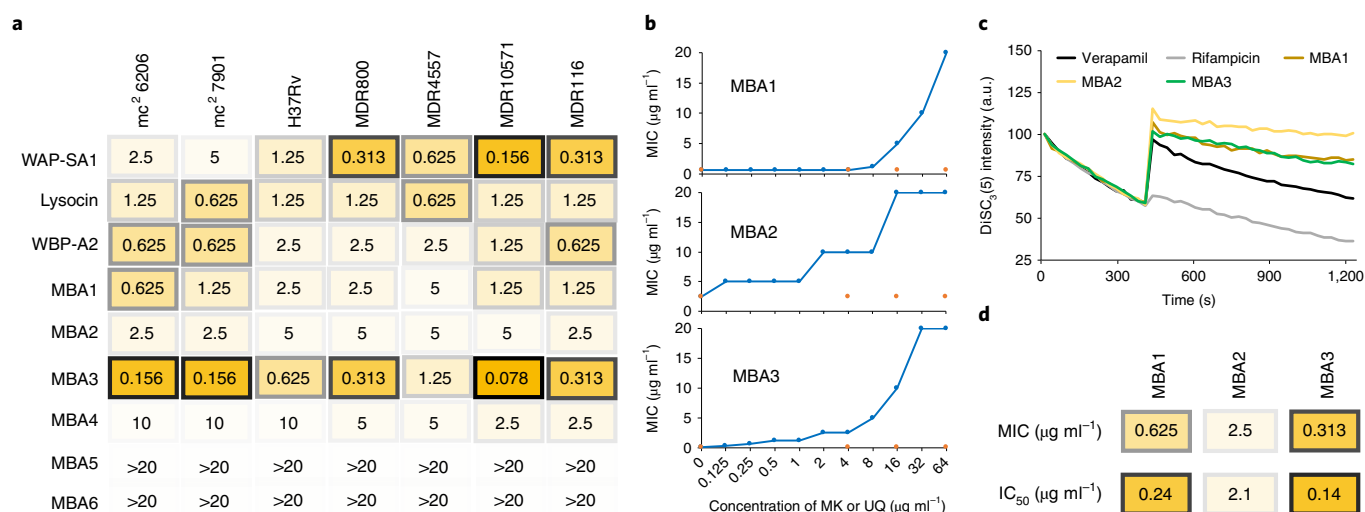 a
mc² 6206 mc² 7901 H37Rv MDR800 MDR4557 MDR10571 MDR116
WAP-SA1 2.5 5 1.25 0.313 0.625 0.156 0.313
Lysocin 1.25 0.625 1.25 1.25 0.625 1.25 1.25
WBP-A2 0.625 0.625 2.5 2.5 2.5 1.25 0.625
MBA1 0.625 1.25 2.5 2.5 5 1.25 1.25
MBA2 2.5 2.5 5 5 5 5 2.5
MBA3 0.156 0.156 0.625 0.313 1.25 0.078 0.313
MBA4 10 10 10 5 5 2.5 2.5
MBA5 >20 >20 >20 >20 >20 >20 >20
MBA6 >20 >20 >20 >20 >20 >20 >20
b
MIC (μg ml⁻¹)
20
15
10
5
0
MBA1
MIC (μg ml⁻¹)
20
15
10
5
0
MBA2
MIC (μg ml⁻¹)
20
15
10
5
0
MBA3
0 0.125 0.25 0.5 1 2 4 8 16 32 64
Concentration of MK or UQ (μg ml⁻¹)
c
DiSC₃(5) intensity (a.u.)
150
125
100
75
50
25
Verapamil Rifampicin MBA1
MBA2 MBA3
0 300 600 900 1,200
Time (s)
d
MBA1 MBA2 MBA3
MIC (μg ml⁻¹) 0.625 2.5 0.313
IC₅₀ (μg ml⁻¹) 0.24 2.1 0.14